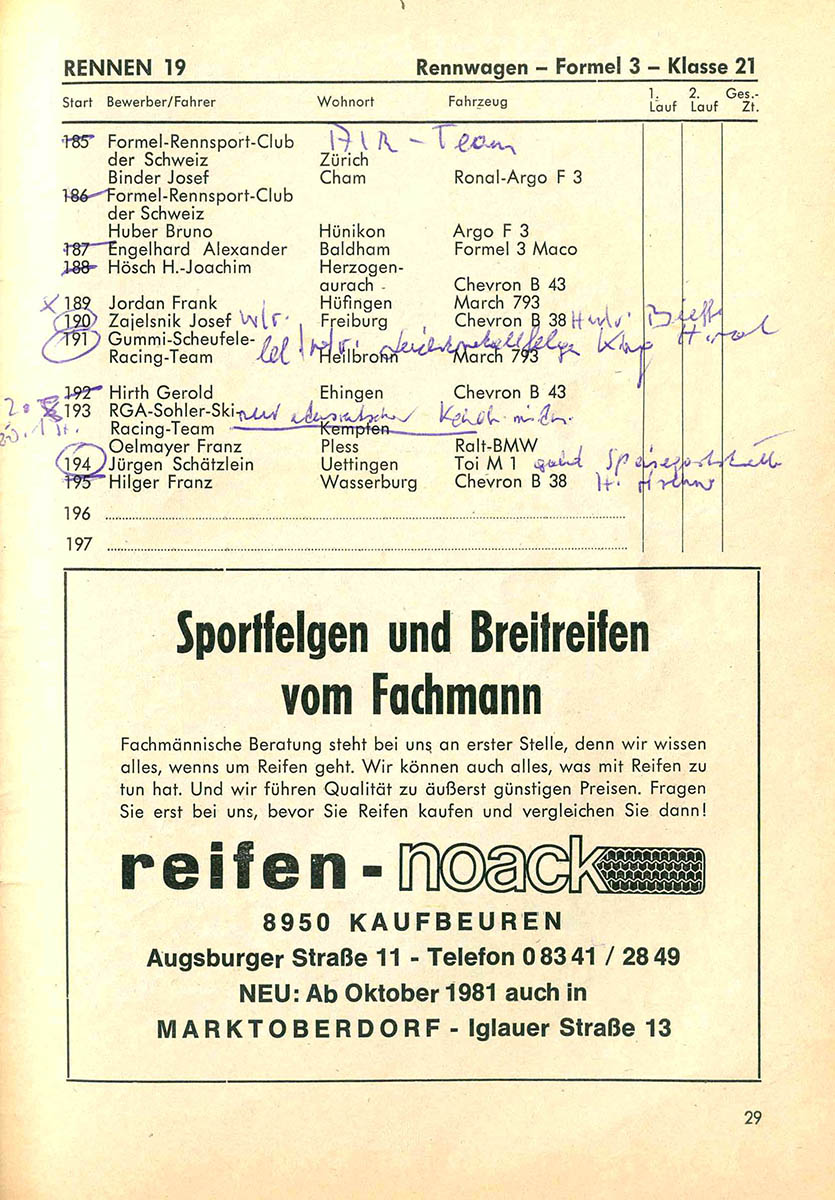 RENNEN 19 Rennwagen – Formel 3 – Klasse 21
Start Bewerber/Fahrer Wohnort Fahrzeug 1. Lauf 2. Lauf Ges.-Zt.
185 Formel-Rennsport-Club AIR-Team
der Schweiz Zürich
Binder Josef Cham Ronal-Argo F 3
186 Formel-Rennsport-Club
der Schweiz
Huber Bruno Hünikon Argo F 3
187 Engelhard Alexander Baldham Formel 3 Maco
188 Hösch H.-Joachim Herzogen-
aurach Chevron B 43
189 Jordan Frank Hüfingen March 793
190 Zajelsnik Josef Freiburg Chevron B 38
191 Gummi-Scheufele-
Racing-Team Heilbronn March 793
192 Hirth Gerold Ehingen Chevron B 43
193 RGA-Sohler-Ski-
Racing-Team Kempten
Oelmayer Franz Pless Ralt-BMW
194 Jürgen Schätzlein Uettingen Toi M 1
195 Hilger Franz Wasserburg Chevron B 38
196
197
Sportfelgen und Breitreifen
vom Fachmann
Fachmännische Beratung steht bei uns an erster Stelle, denn wir wissen
alles, wenns um Reifen geht. Wir können auch alles, was mit Reifen zu
tun hat. Und wir führen Qualität zu äußerst günstigen Preisen. Fragen
Sie erst bei uns, bevor Sie Reifen kaufen und vergleichen Sie dann!
reifen-noack
8950 KAUFBEUREN
Augsburger Straße 11 - Telefon 0 83 41 / 28 49
NEU: Ab Oktober 1981 auch in
MARKTOBERDORF - Iglauer Straße 13
29